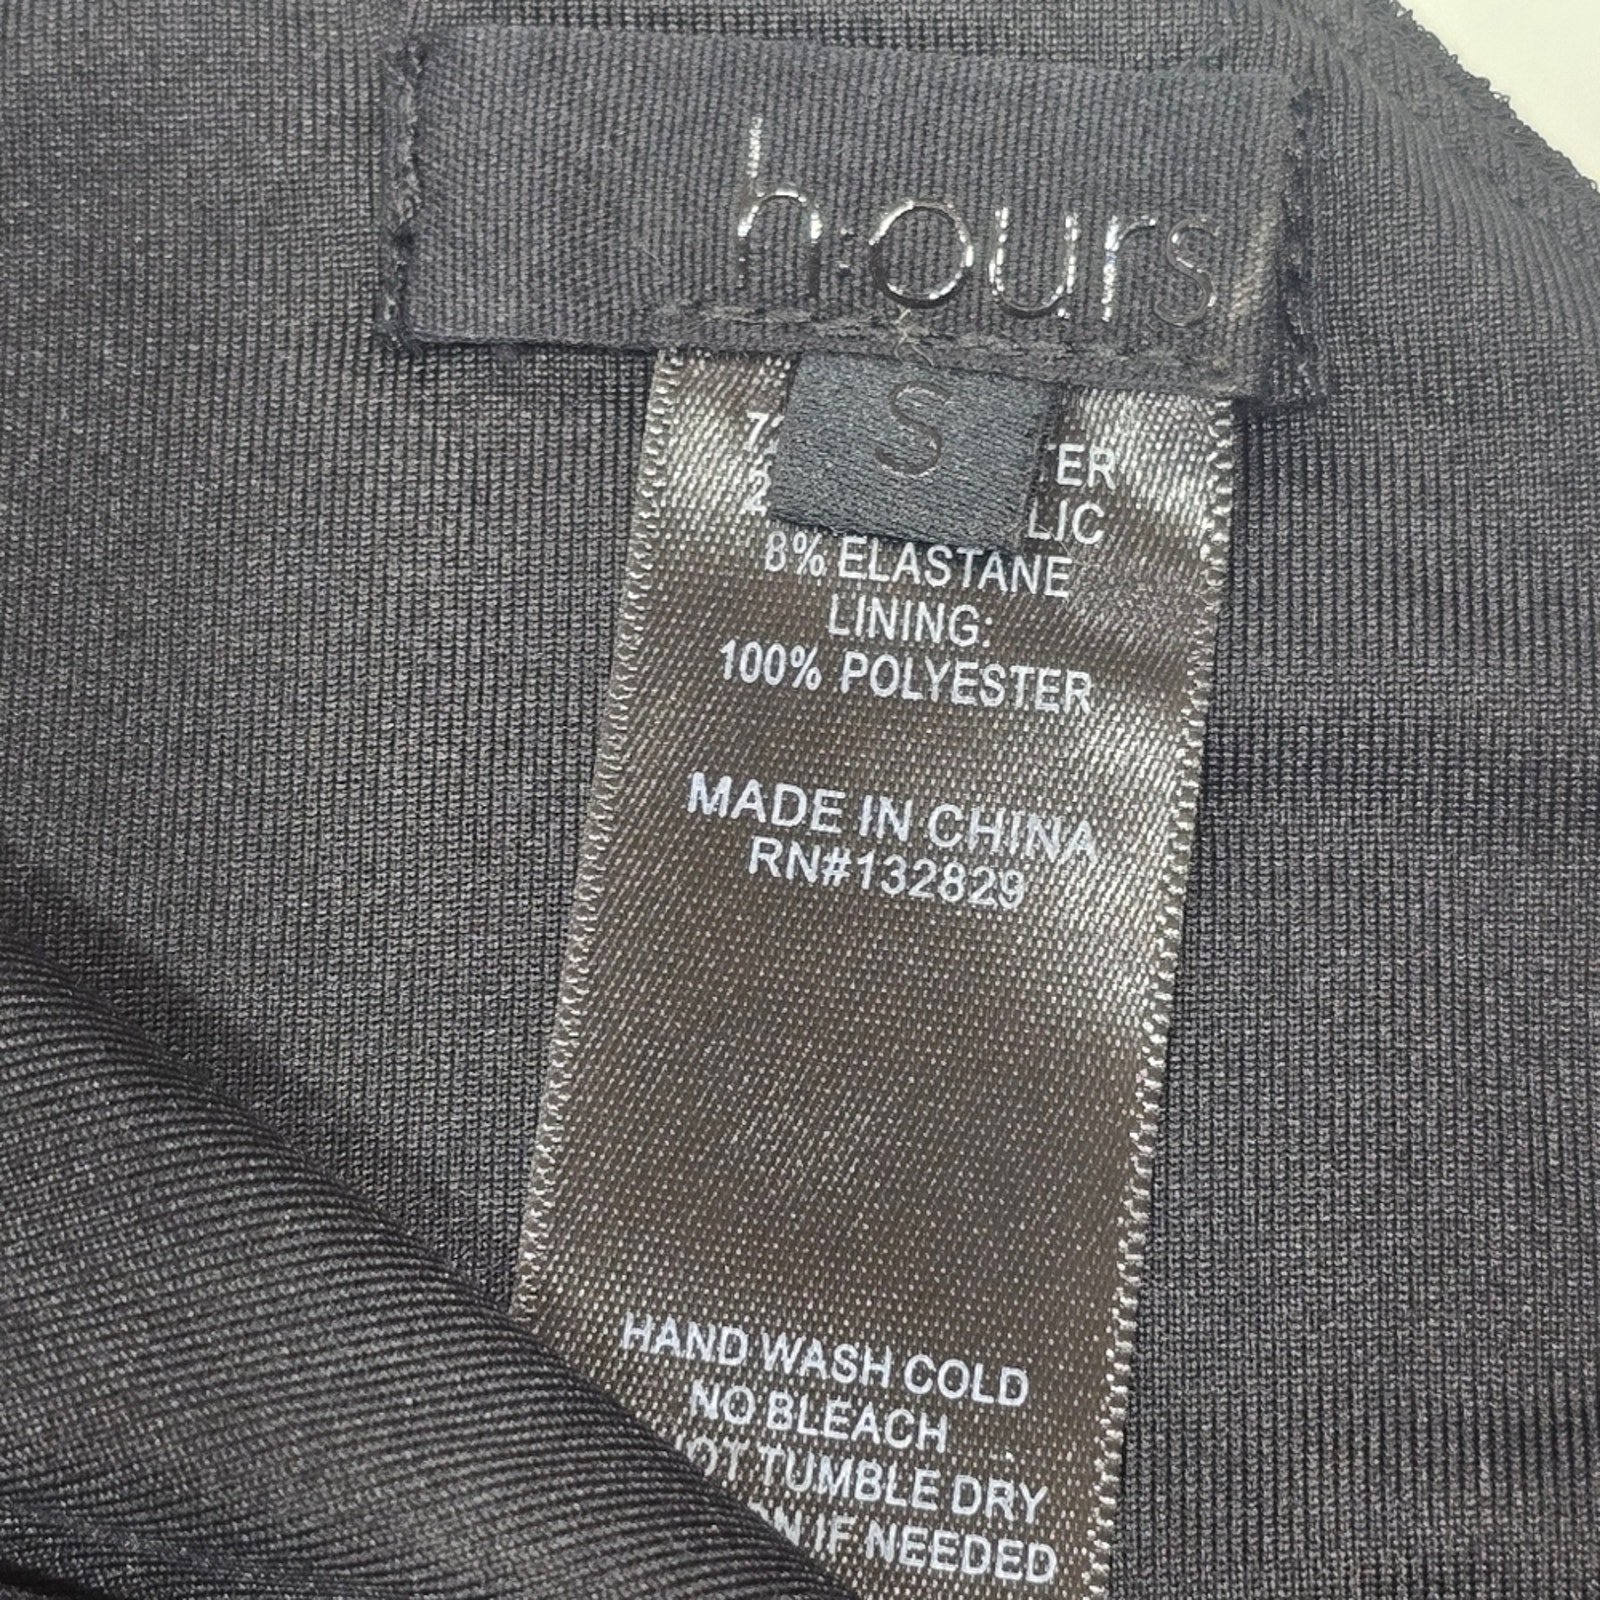 h:ours
S
ER
LIC
8% ELASTANE
LINING:
100% POLYESTER
MADE IN CHINA
RN#132829
HAND WASH COLD
NO BLEACH
OT TUMBLE DRY
N IF NEEDED